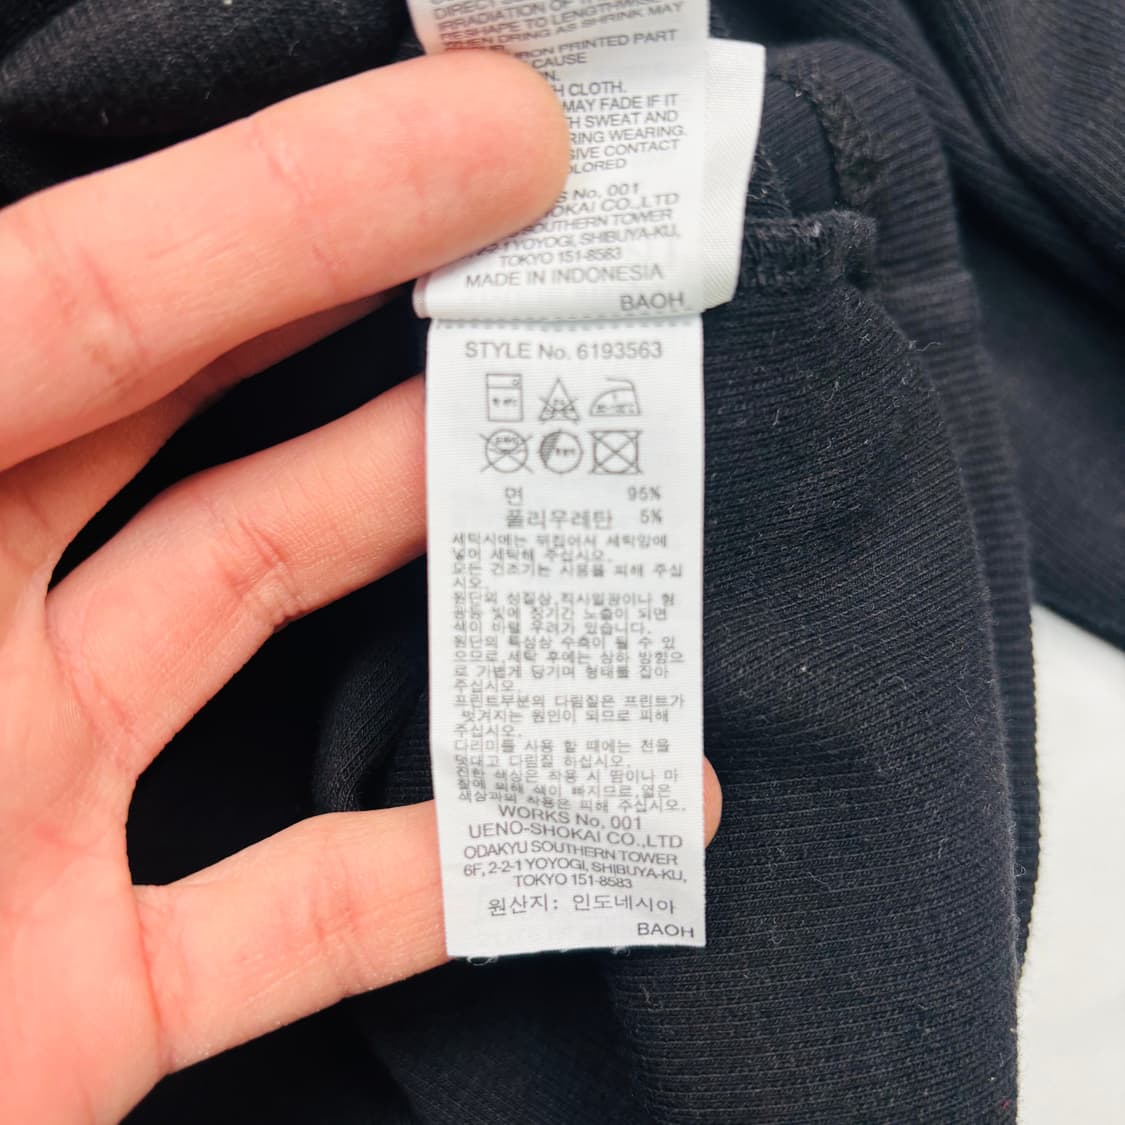 DIRECT
RRADIATION OF
RESHAPE TO LENGTHWISE
WHEN DRING AS SHRINK MAY
IRON PRINTED PART
CAUSE
CLOTH.
MAY FADE IF IT
SWEAT AND
RING WEARING.
SIVE CONTACT
OLORED
No. 001
OKAI CO.,LTD
SOUTHERN TOWER
YOYOGI, SHIBUYA-KU,
TOKYO 151-8583
MADE IN INDONESIA
BAOH
STYLE No. 6193563
면 95%
폴리우레탄 5%
세탁시에는 뒤집어서 세탁망에
넣어 세탁해 주십시오.
모든 건조기는 사용을 피해 주십
시오.
원단의 성질상,직사일광이나 형
광등 빛에 장기간 노출이 되면
색이 바랠 우려가 있습니다.
원단의 특성상 수축이 될 수 있
으므로,세탁 후에는 상하 방향으
로 가볍게 당기며 형태를 잡아
주십시오.
프린트부분의 다림질은 프린트가
벗겨지는 원인이 되므로 피해
주십시오.
다리미를 사용 할 때에는 천을
덧대고 다림질 하십시오.
진한 색상은 착용 시 땀이나 마
찰에 의해 색이 빠지므로 옅은
색상과의 착용은 피해 주십시오.
WORKS No. 001
UENO-SHOKAI CO.,LTD
ODAKYU SOUTHERN TOWER
6F, 2-2-1 YOYOGI, SHIBUYA-KU,
TOKYO 151-8583
원산지: 인도네시아
BAOH